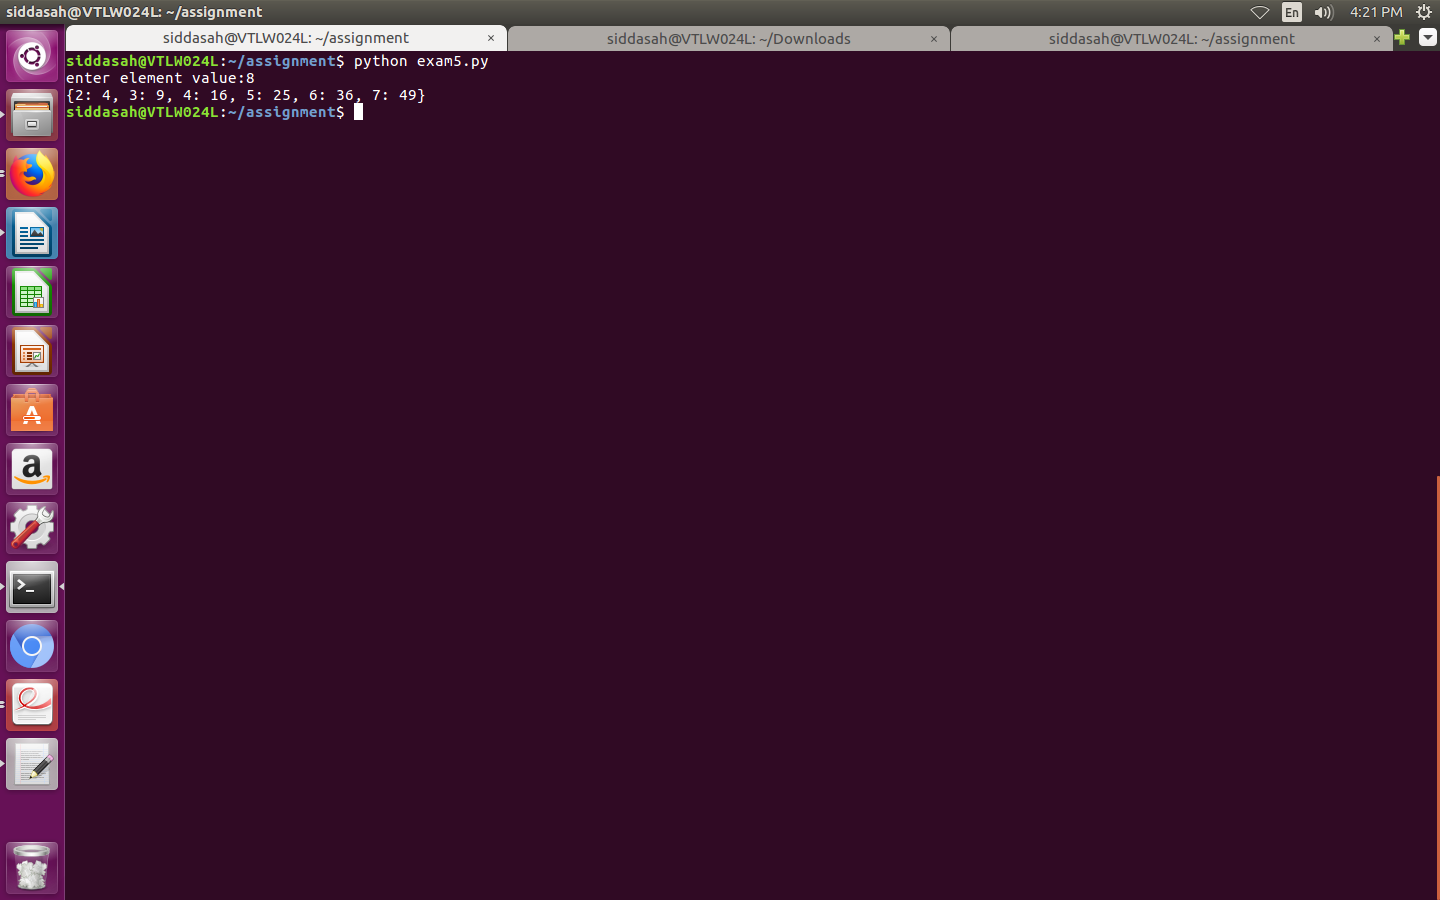 siddasah@VTLW024L: ~/assignment
En
4:21 PM
siddasah@VTLW024L: ~/assignment ×
siddasah@VTLW024L: ~/Downloads ×
siddasah@VTLW024L: ~/assignment ×
siddasah@VTLW024L:~/assignment$ python exam5.py
enter element value:8
{2: 4, 3: 9, 4: 16, 5: 25, 6: 36, 7: 49}
siddasah@VTLW024L:~/assignment$